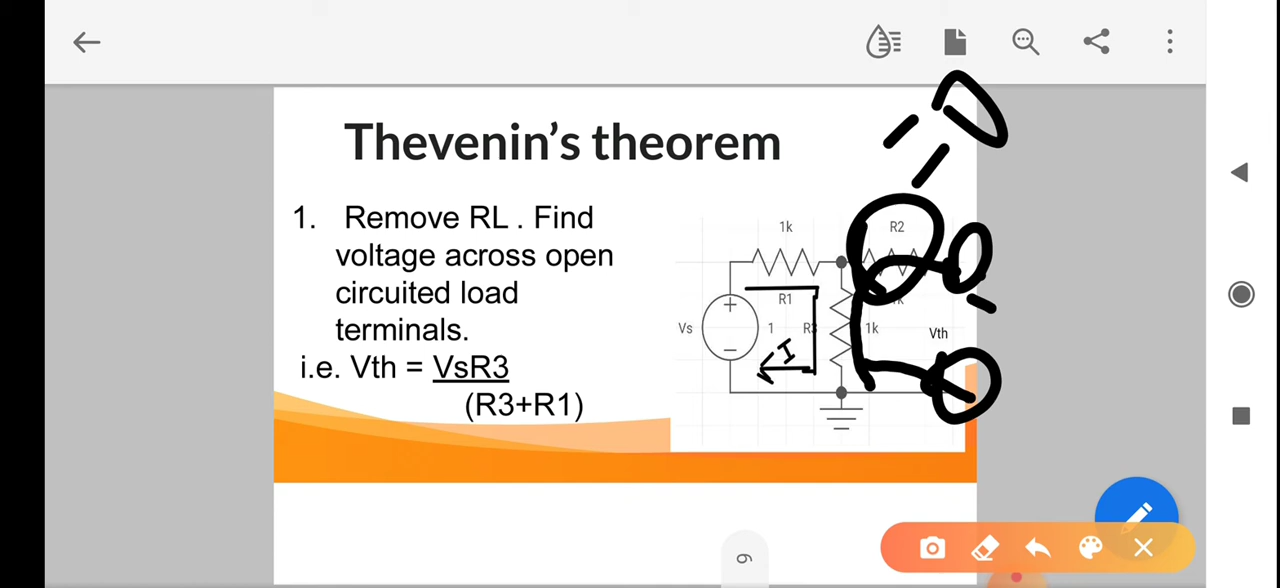 Thevenin's theorem
1. Remove RL . Find
voltage across open
circuited load
terminals.
i.e. Vth = VsR3
(R3+R1)
1k
R2
R1
Vs
1
1k
Vth
I
+
−
6